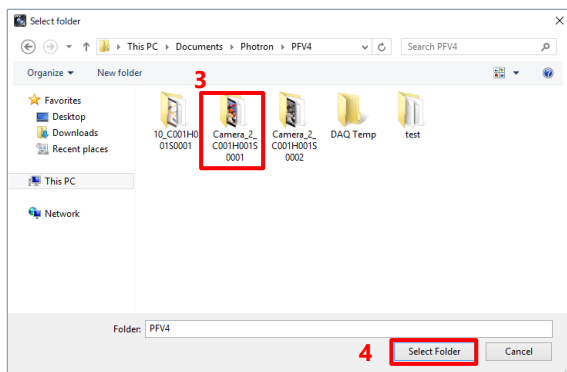 Select folder
This PC Documents Photron PFV4
Search PFV4
Organize
New folder
3
Favorites
Desktop
Downloads
Recent places
This PC
Network
10_C001H0
01S0001
Camera_2_
C001H001S
0001
Camera_2_
C001H001S
0002
DAQ Temp
test
Folder:
PFV4
4
Select Folder
Cancel